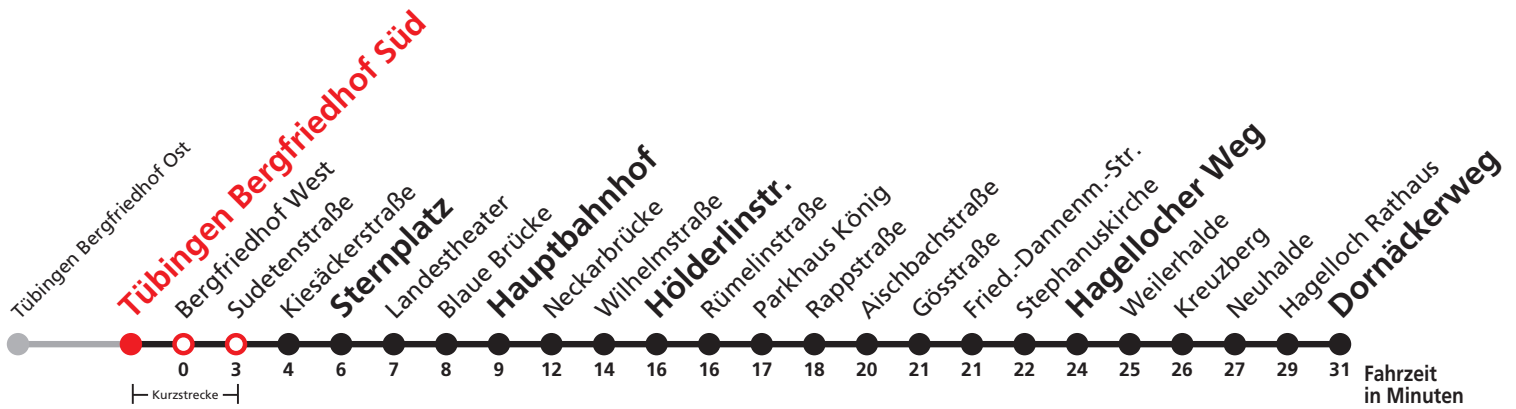 Tübingen Bergfriedhof Ost
Tübingen Bergfriedhof Süd
Bergfriedhof West
Sudetenstraße
Kiesäckerstraße
Sternplatz
Landestheater
Blaue Brücke
Hauptbahnhof
Neckarbrücke
Wilhelmstraße
Hölderlinstr.
Rümelinstraße
Parkhaus König
Rappstraße
Aischbachstraße
Gösstraße
Fried.-Dannenm.-Str.
Stephanuskirche
Hagellocher Weg
Weilerhalde
Kreuzberg
Neuhalde
Hagelloch Rathaus
Dornäckerweg
0 3 4 6 7 8 9 12 14 16 16 17 18 20 21 21 22 24 25 26 27 29 31
Fahrzeit
in Minuten
Kurzstrecke